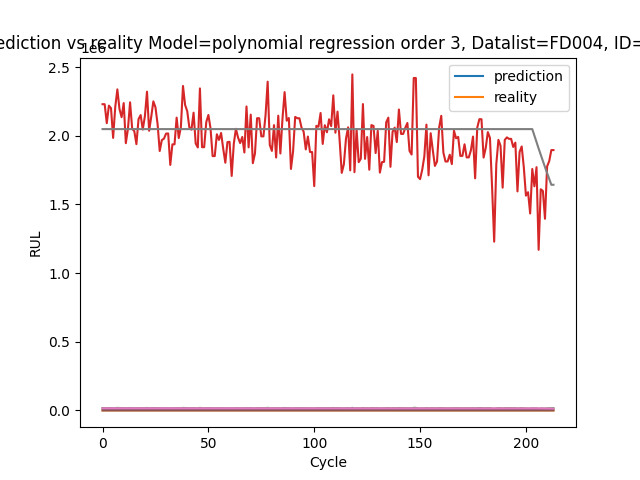 ediction vs reality Model=polynomial regression order 3, Datalist=FD004, ID=
1e6
2.5
2.0
1.5
1.0
0.5
0.0
RUL
prediction
reality
0 50 100 150 200
Cycle